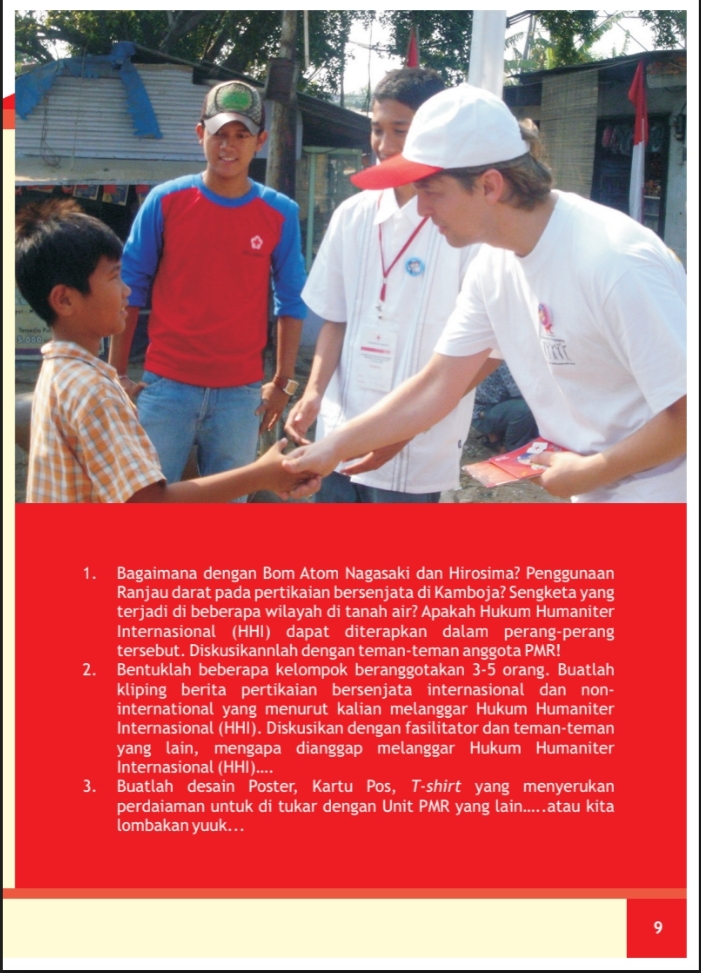 1. Bagaimana dengan Bom Atom Nagasaki dan Hirosima? Penggunaan
Ranjau darat pada pertikaian bersenjata di Kamboja? Sengketa yang
terjadi di beberapa wilayah di tanah air? Apakah Hukum Humaniter
Internasional (HHI) dapat diterapkan dalam perang-perang
tersebut. Diskusikannlah dengan teman-teman anggota PMR!
2. Bentuklah beberapa kelompok beranggotakan 3-5 orang. Buatlah
kliping berita pertikaian bersenjata internasional dan non-
international yang menurut kalian melanggar Hukum Humaniter
Internasional (HHI). Diskusikan dengan fasilitator dan teman-teman
yang lain, mengapa dianggap melanggar Hukum Humaniter
Internasional (HHI)....
3. Buatlah desain Poster, Kartu Pos, T-shirt yang menyerukan
perdaiaman untuk di tukar dengan Unit PMR yang lain.....atau kita
lombakan yuuk...
9